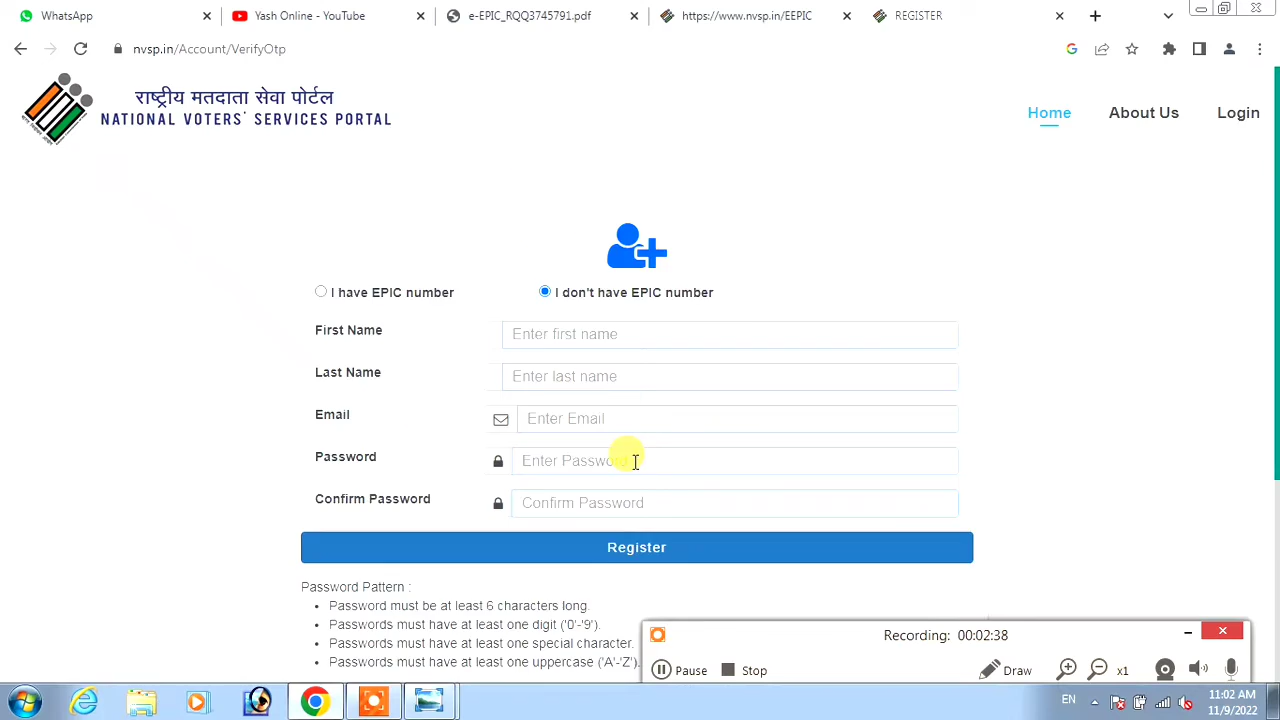 WhatsApp
Yash Online - YouTube
e-EPIC_RQQ3745791.pdf
https://www.nvsp.in/EEPIC
REGISTER
nvsp.in/Account/VerifyOtp
राष्ट्रीय मतदाता सेवा पोर्टल
NATIONAL VOTERS' SERVICES PORTAL
Home
About Us
Login
I have EPIC number
I don't have EPIC number
First Name
Enter first name
Last Name
Enter last name
Email
Enter Email
Password
Enter Password
Confirm Password
Confirm Password
Register
Password Pattern :
Password must be at least 6 characters long.
Passwords must have at least one digit ('0'-'9').
Passwords must have at least one special character.
Passwords must have at least one uppercase ('A'-'Z').
Recording: 00:02:38
Pause
Stop
Draw
x1
EN
11:02 AM
11/9/2022